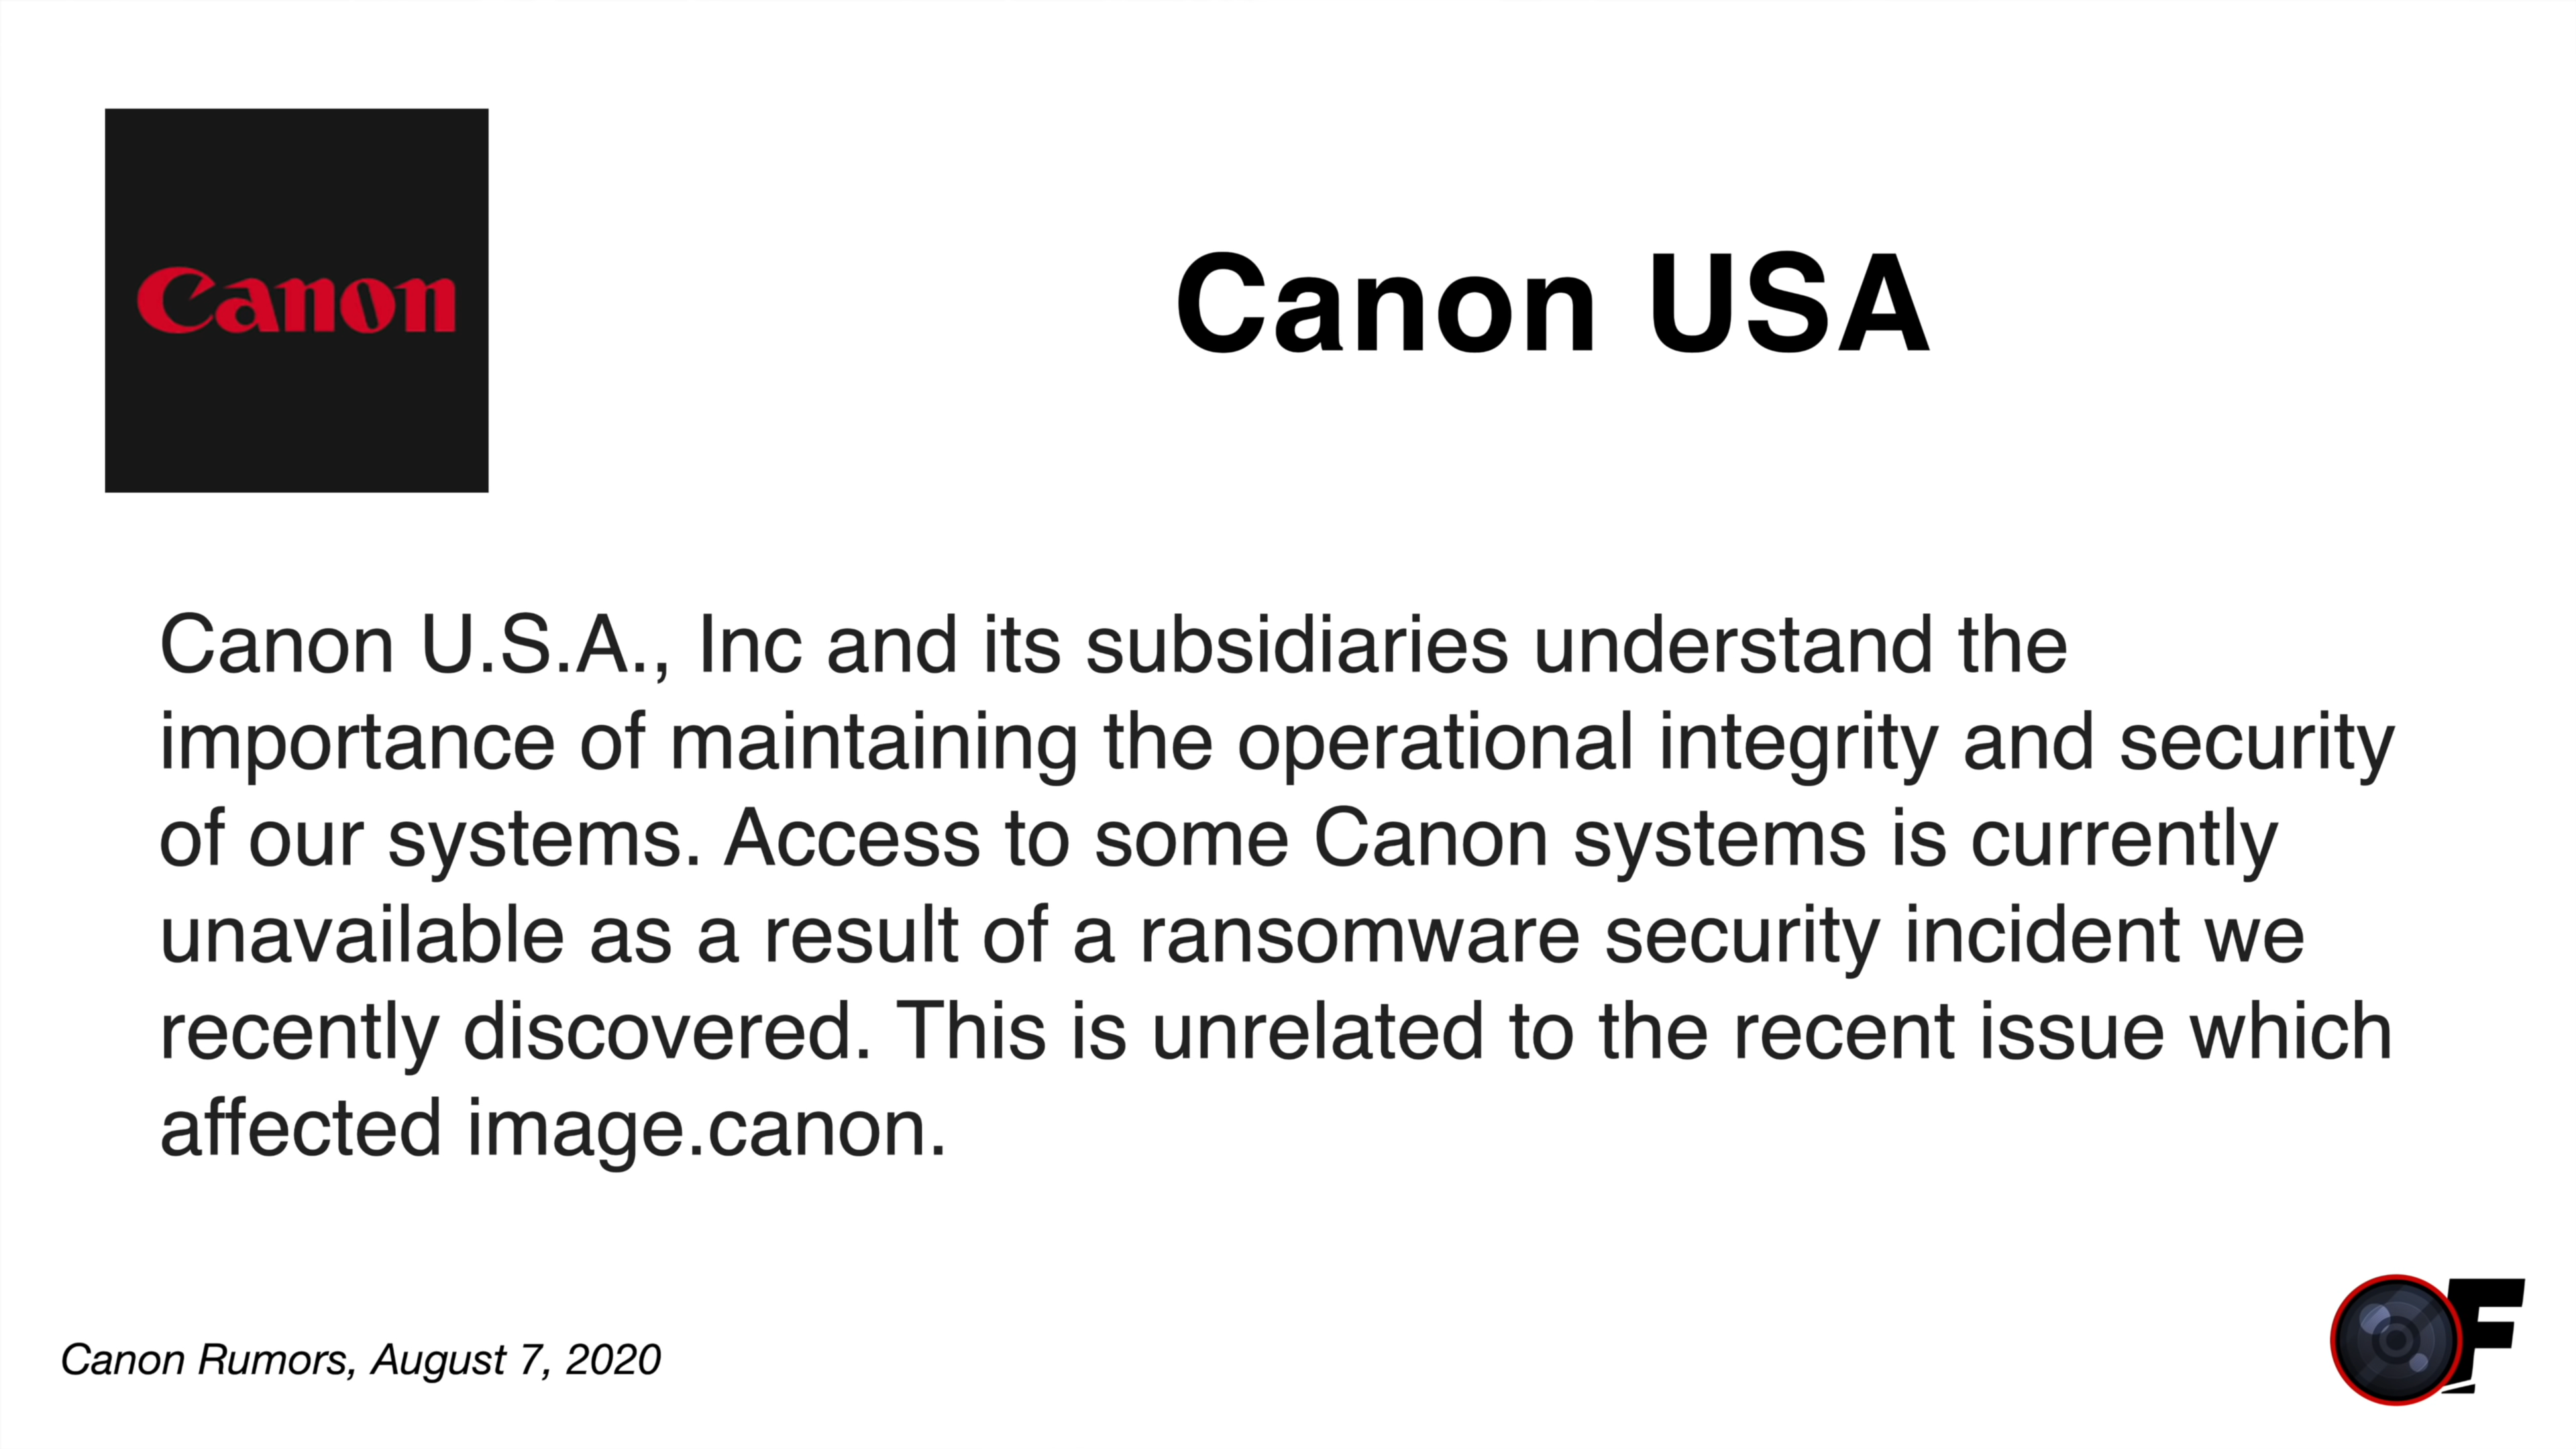 Canon
Canon USA
Canon U.S.A., Inc and its subsidiaries understand the
importance of maintaining the operational integrity and security
of our systems. Access to some Canon systems is currently
unavailable as a result of a ransomware security incident we
recently discovered. This is unrelated to the recent issue which
affected image.canon.
Canon Rumors, August 7, 2020
F